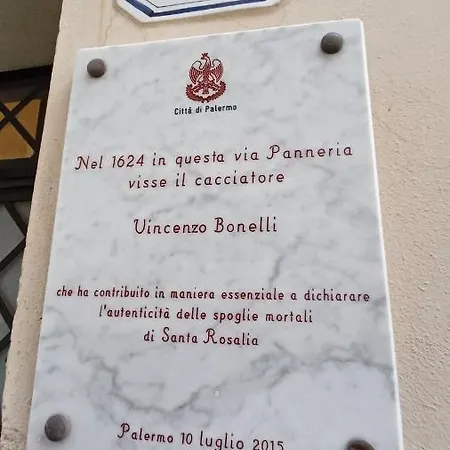 Città di Palermo
Nel 1624 in questa via Panneria
visse il cacciatore
Vincenzo Bonelli
che ha contribuito in maniera essenziale a dichiarare
l'autenticità delle spoglie mortali
di Santa Rosalia
Palermo 10 luglio 2015